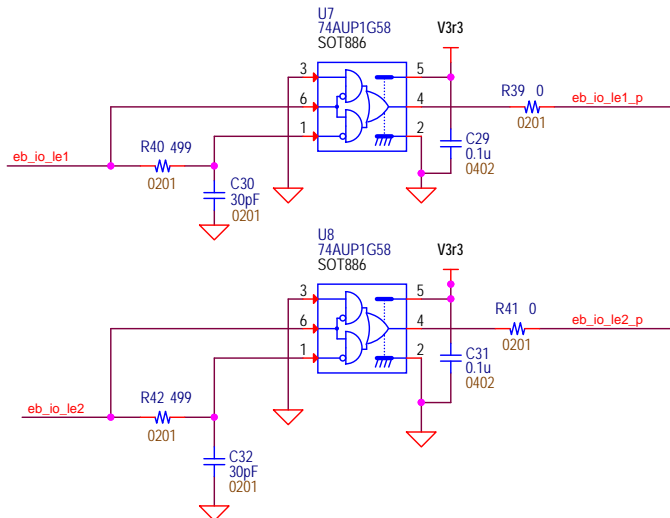 U7
74AUP1G58
SOT886
V3r3
3
5
R39 0
6
4
eb_io_le1_p
0201
1
2
C29
0.1u
0402
eb_io_le1
R40 499
0201
C30
30pF
0201
U8
74AUP1G58
SOT886
V3r3
3
5
R41 0
6
4
eb_io_le2_p
0201
1
2
C31
0.1u
0402
eb_io_le2
R42 499
0201
C32
30pF
0201